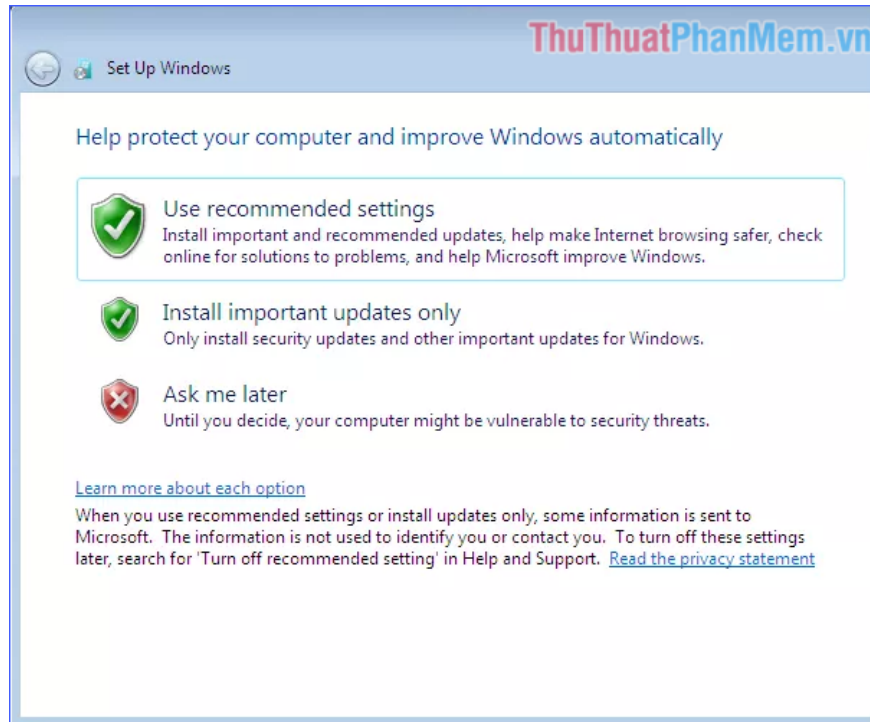 ThuThuatPhanMem.vn
Set Up Windows
Help protect your computer and improve Windows automatically
Use recommended settings
Install important and recommended updates, help make Internet browsing safer, check
online for solutions to problems, and help Microsoft improve Windows.
Install important updates only
Only install security updates and other important updates for Windows.
Ask me later
Until you decide, your computer might be vulnerable to security threats.
Learn more about each option
When you use recommended settings or install updates only, some information is sent to
Microsoft. The information is not used to identify you or contact you. To turn off these settings
later, search for 'Turn off recommended setting' in Help and Support. Read the privacy statement